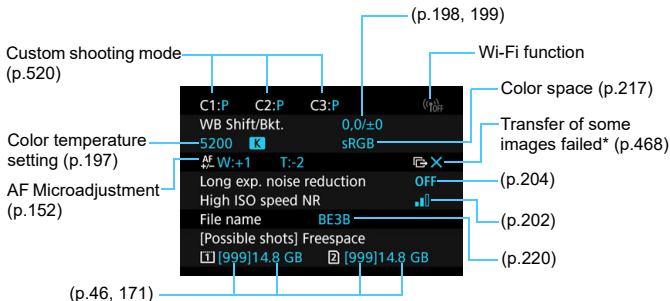 (p.198, 199)
Custom shooting mode
(p.520)
Wi-Fi function
Color space (p.217)
C1:P C2:P C3:P OFF
WB Shift/Bkt. 0,0/±0
Color temperature
setting (p.197)
5200 K sRGB
Transfer of some
images failed* (p.468)
AF Microadjustment
(p.152)
AF +/- W:+1 T:-2
Long exp. noise reduction OFF
(p.204)
High ISO speed NR
(p.202)
File name BE3B
(p.220)
[Possible shots] Freespace
1 [999]14.8 GB 2 [999]14.8 GB
(p.46, 171)